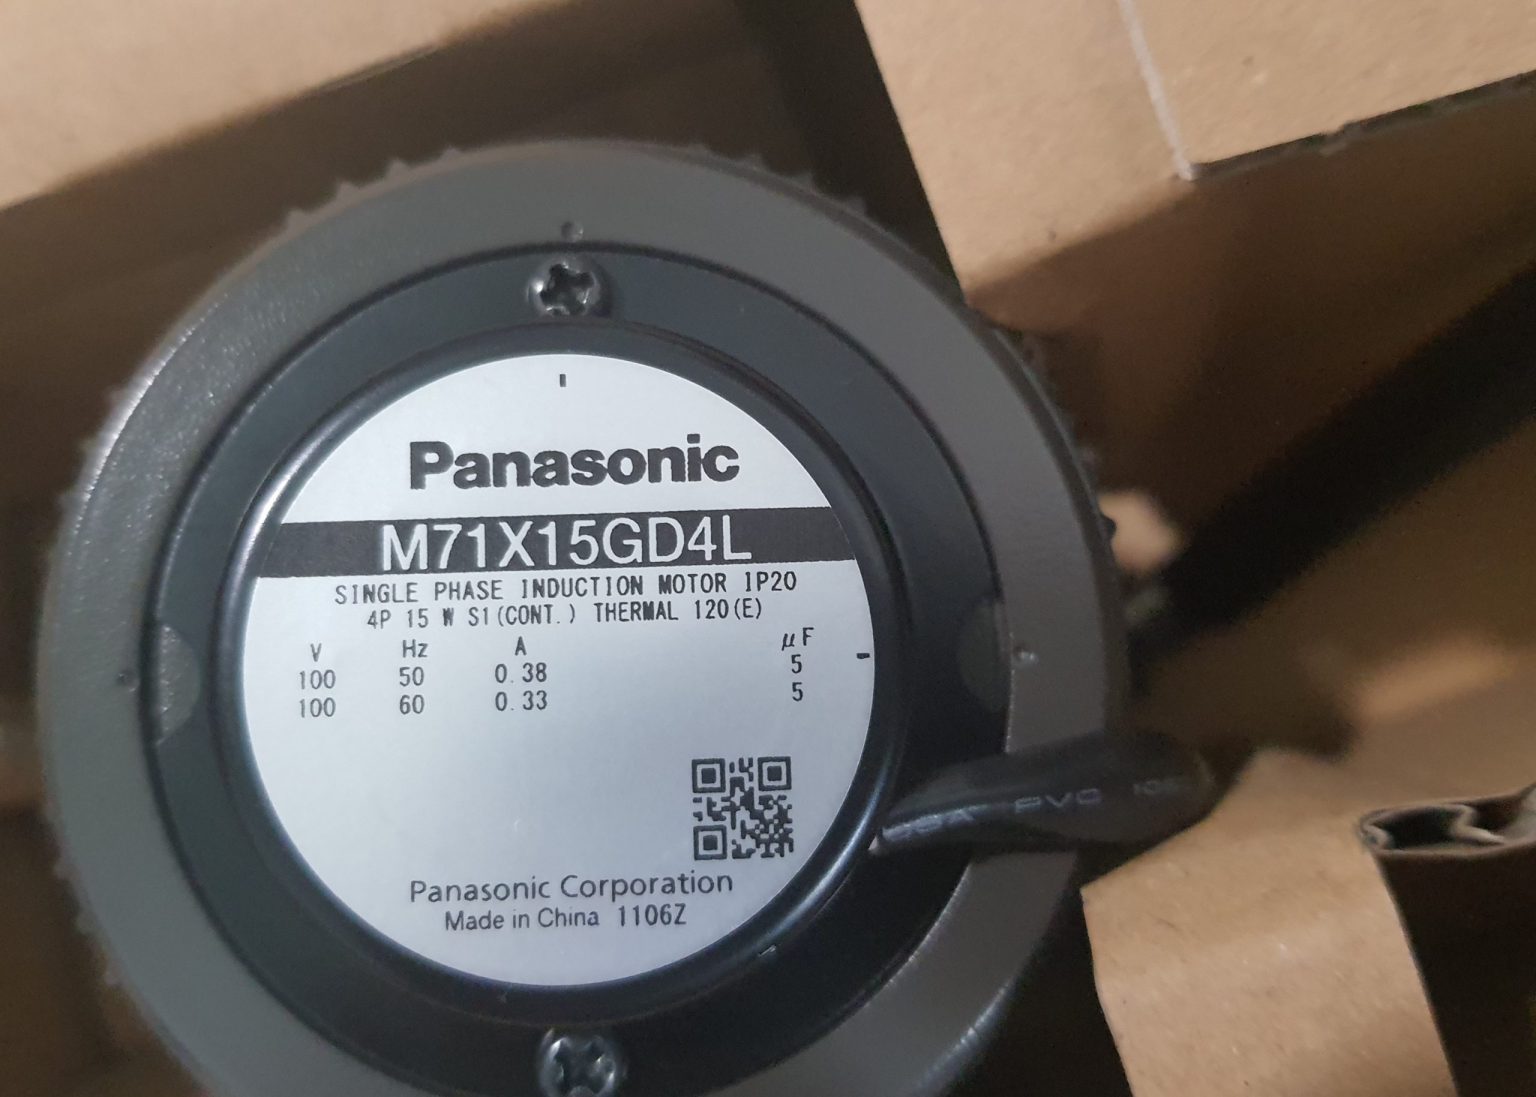 Panasonic
M71X15GD4L
SINGLE PHASE INDUCTION MOTOR IP20
4P 15 W S1(CONT.) THERMAL 120(E)
V Hz A μF
100 50 0.38 5
100 60 0.33 5
Panasonic Corporation
Made in China 1106Z
PVC